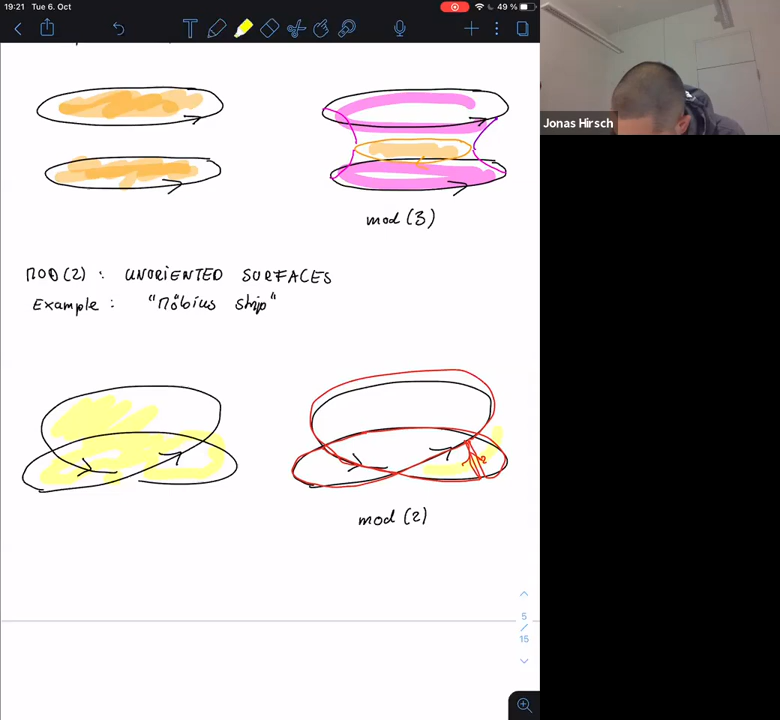 19:21 Tue 6. Oct
49 %
T
Jonas Hirsch
mod (3)
MOD(2) : UNORIENTED SURFACES
Example : "Möbius strip"
2
mod (2)
5
/
15